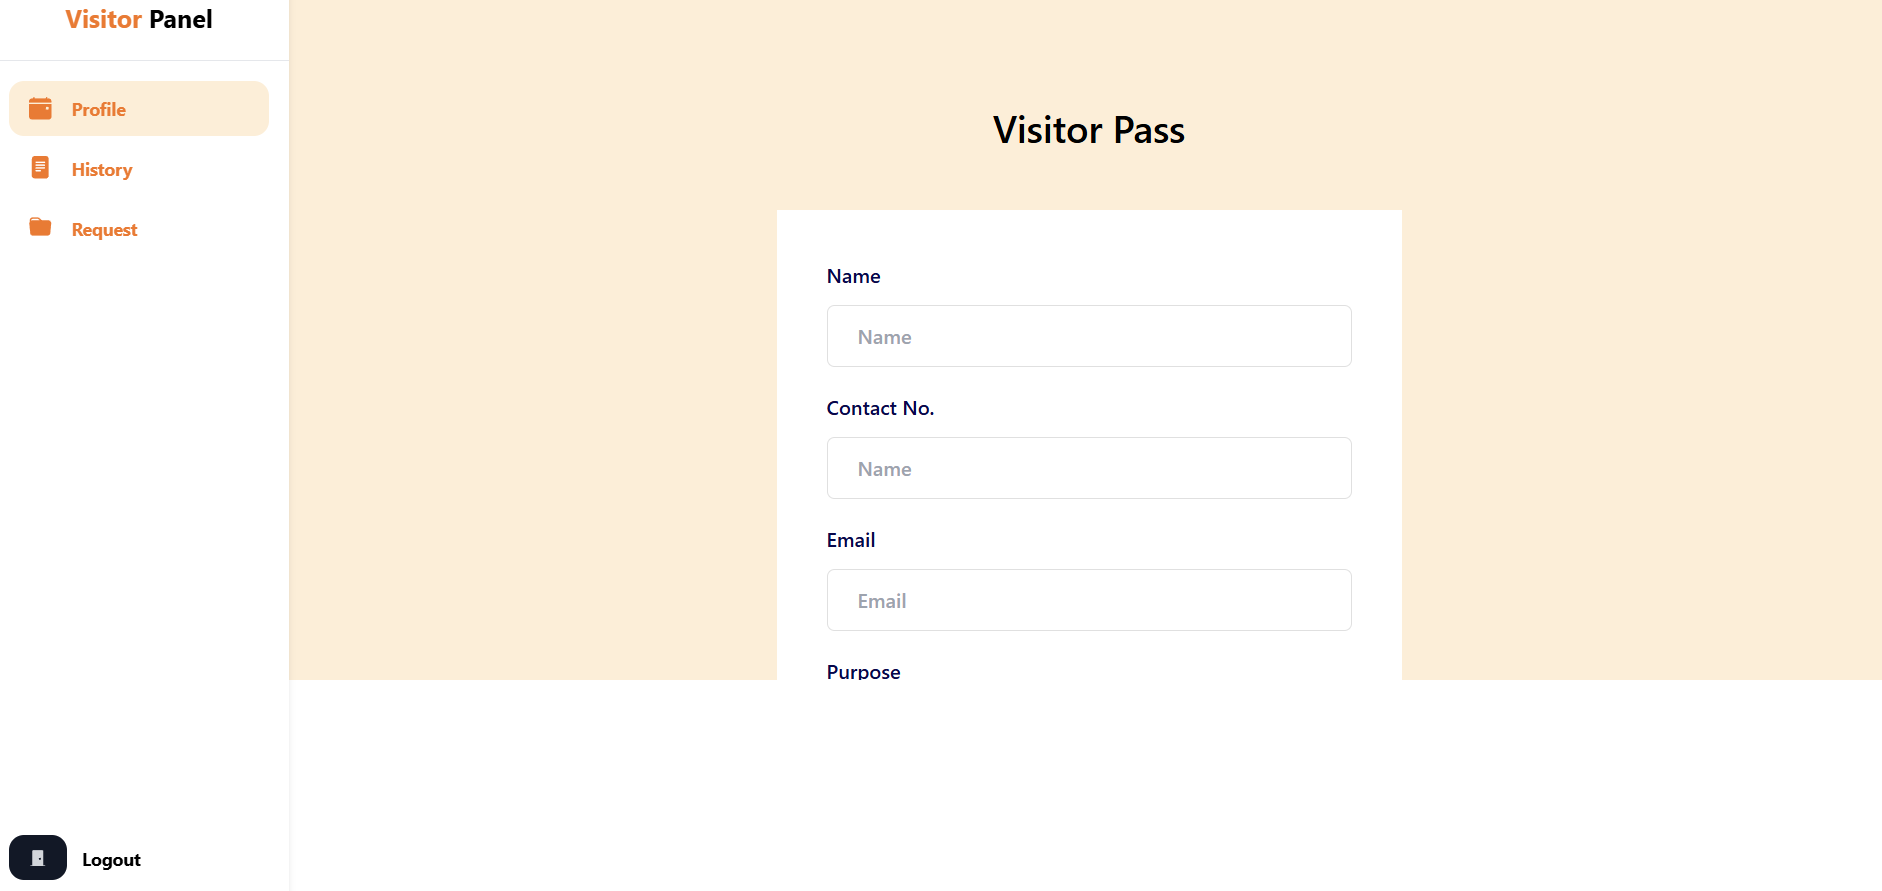 Visitor Panel
Profile
History
Request
Logout
Visitor Pass
Name
Name
Contact No.
Name
Email
Email
Purpose